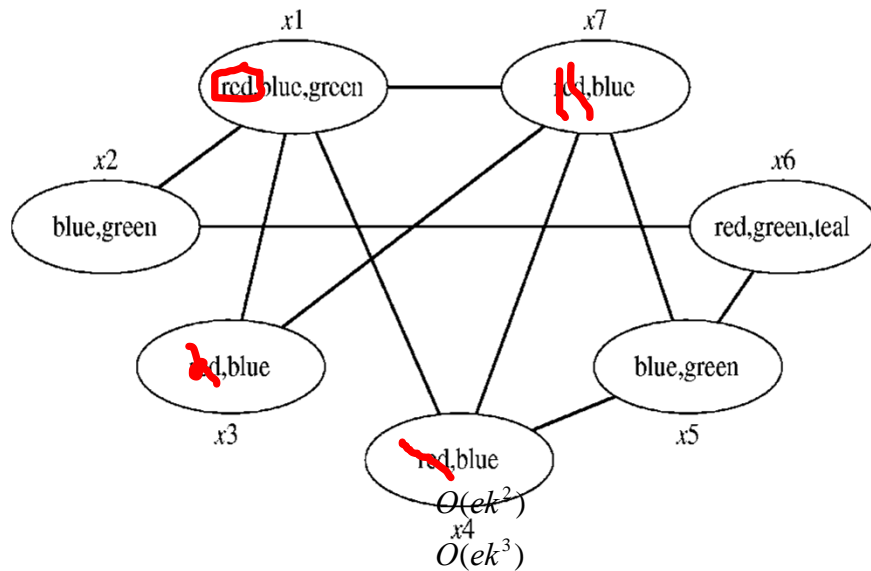 x1
x7
red,blue,green
red,blue
x2
x6
blue,green
red,green,teal
red,blue
blue,green
x3
x5
red,blue
O(ek²)
x4
O(ek³)